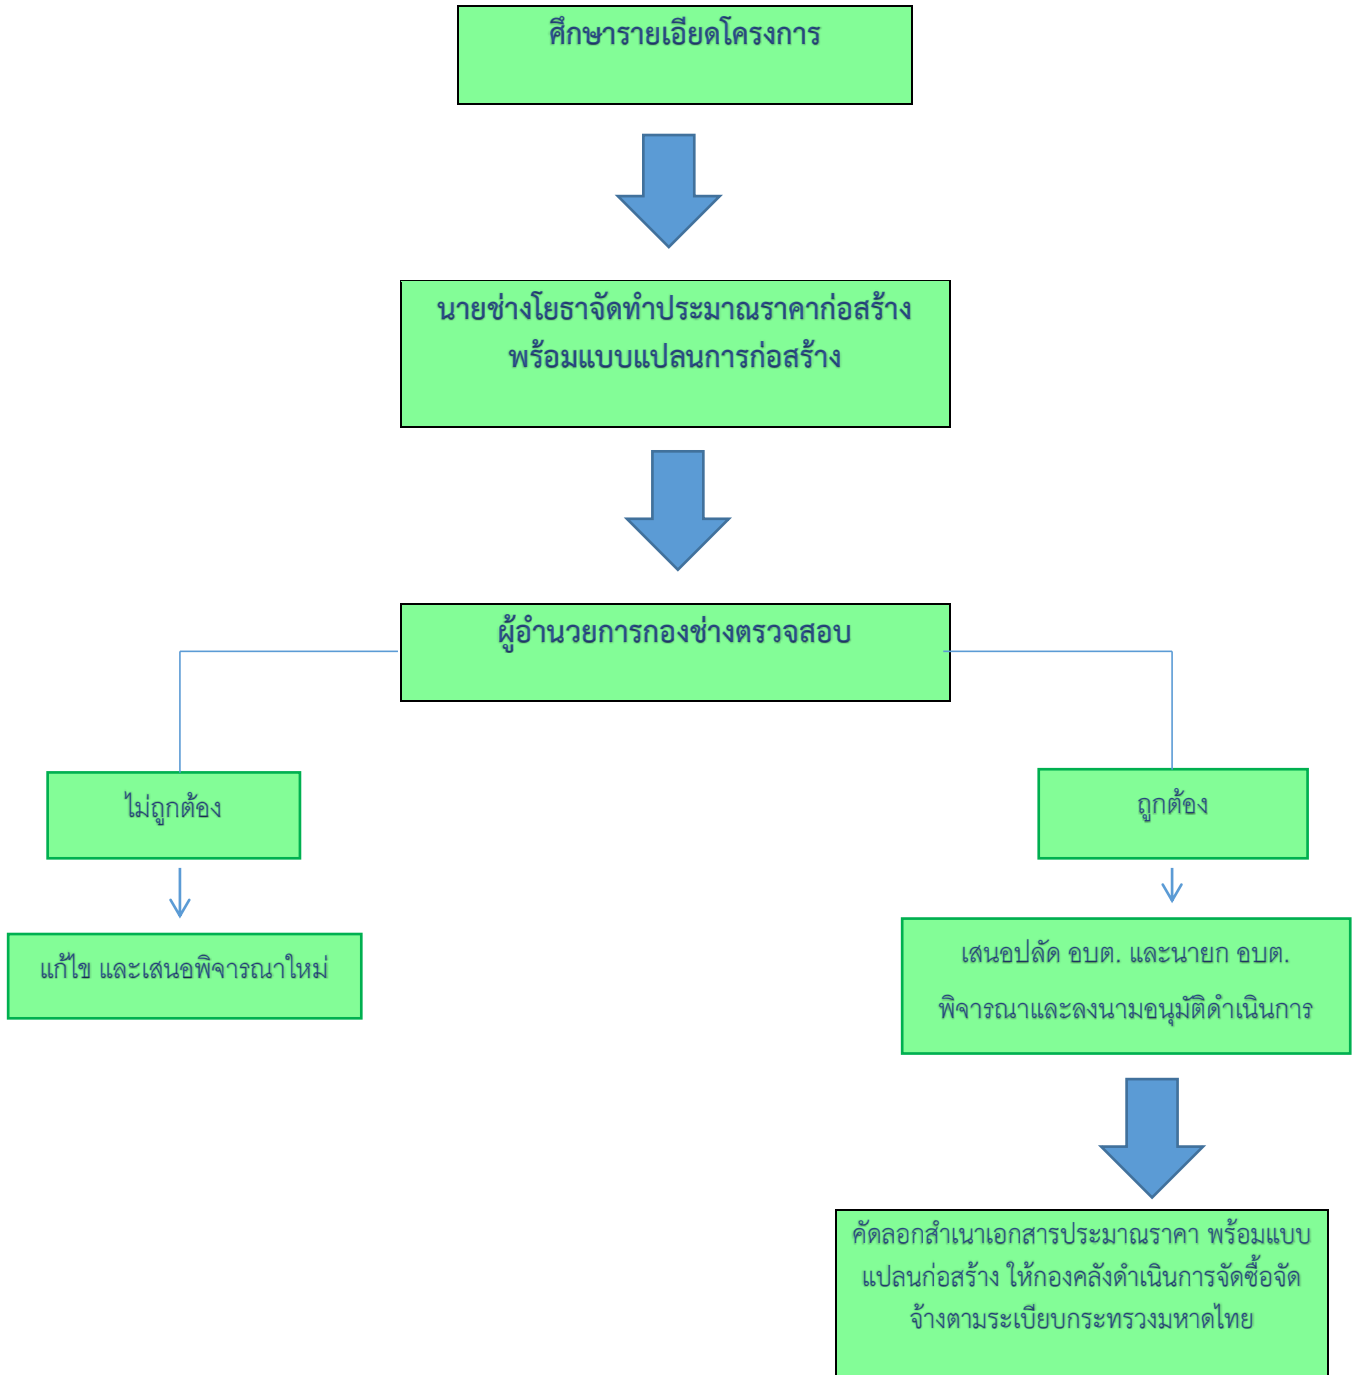 ศึกษารายเอียดโครงการ
นายช่างโยธาจัดทำประมาณราคาก่อสร้าง
พร้อมแบบแปลนการก่อสร้าง
ผู้อำนวยการกองช่างตรวจสอบ
ไม่ถูกต้อง
ถูกต้อง
แก้ไข และเสนอพิจารณาใหม่
เสนอปลัด อบต. และนายก อบต.
พิจารณาและลงนามอนุมัติดำเนินการ
คัดลอกสำเนาเอกสารประมาณราคา พร้อมแบบ
แปลนก่อสร้าง ให้กองคลังดำเนินการจัดซื้อจัด
จ้างตามระเบียบกระทรวงมหาดไทย